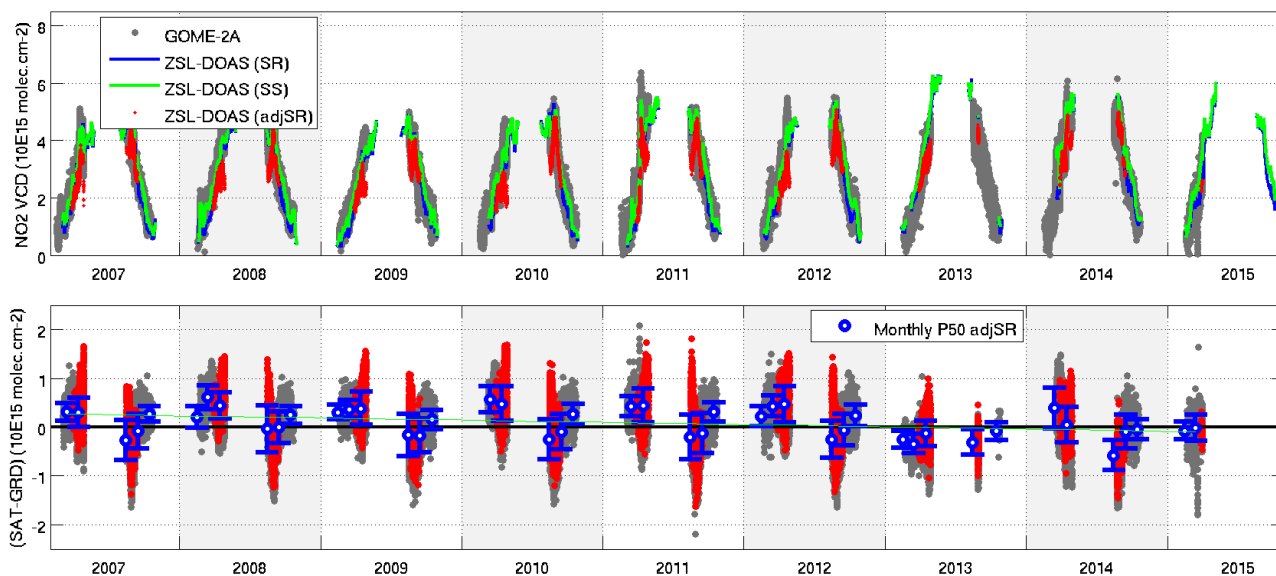 NO2 VCD (10E15 molec.cm-2)
8
6
4
2
0
GOME-2A
ZSL-DOAS (SR)
ZSL-DOAS (SS)
ZSL-DOAS (adjSR)
2007 2008 2009 2010 2011 2012 2013 2014 2015
(SAT-GRD) (10E15 molec.cm-2)
2
1
0
-1
-2
Monthly P50 adjSR
2007 2008 2009 2010 2011 2012 2013 2014 2015